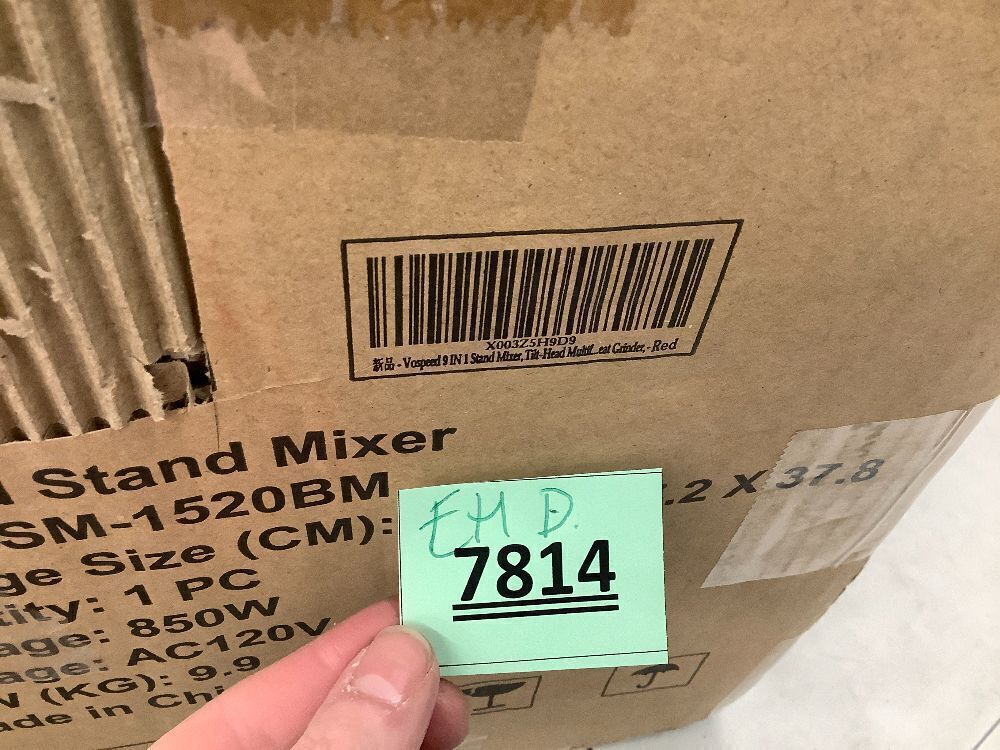 X003Z5H9D9
新品 - Vospeed 9 IN 1 Stand Mixer, Tilt-Head Multif...eat Grinder, - Red
Stand Mixer
SM-1520BM
ge Size (CM): .2 X 37.8
tity: 1 PC
age: 850W
age: AC120V
W (KG): 9.9
ade in Chi
EHD.
7814